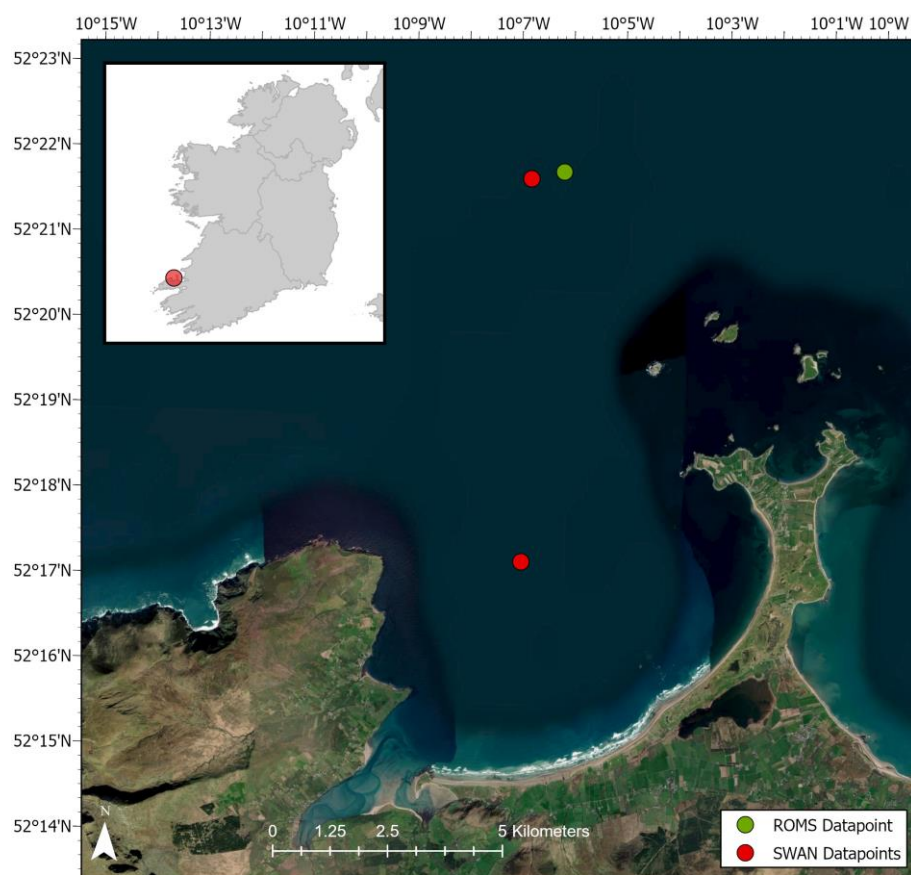 10°15'W 10°13'W 10°11'W 10°9'W 10°7'W 10°5'W 10°3'W 10°1'W 10°W
52°23'N
52°22'N
52°21'N
52°20'N
52°19'N
52°18'N
52°17'N
52°16'N
52°15'N
52°14'N
N
0 1.25 2.5 5 Kilometers
ROMS Datapoint
SWAN Datapoints